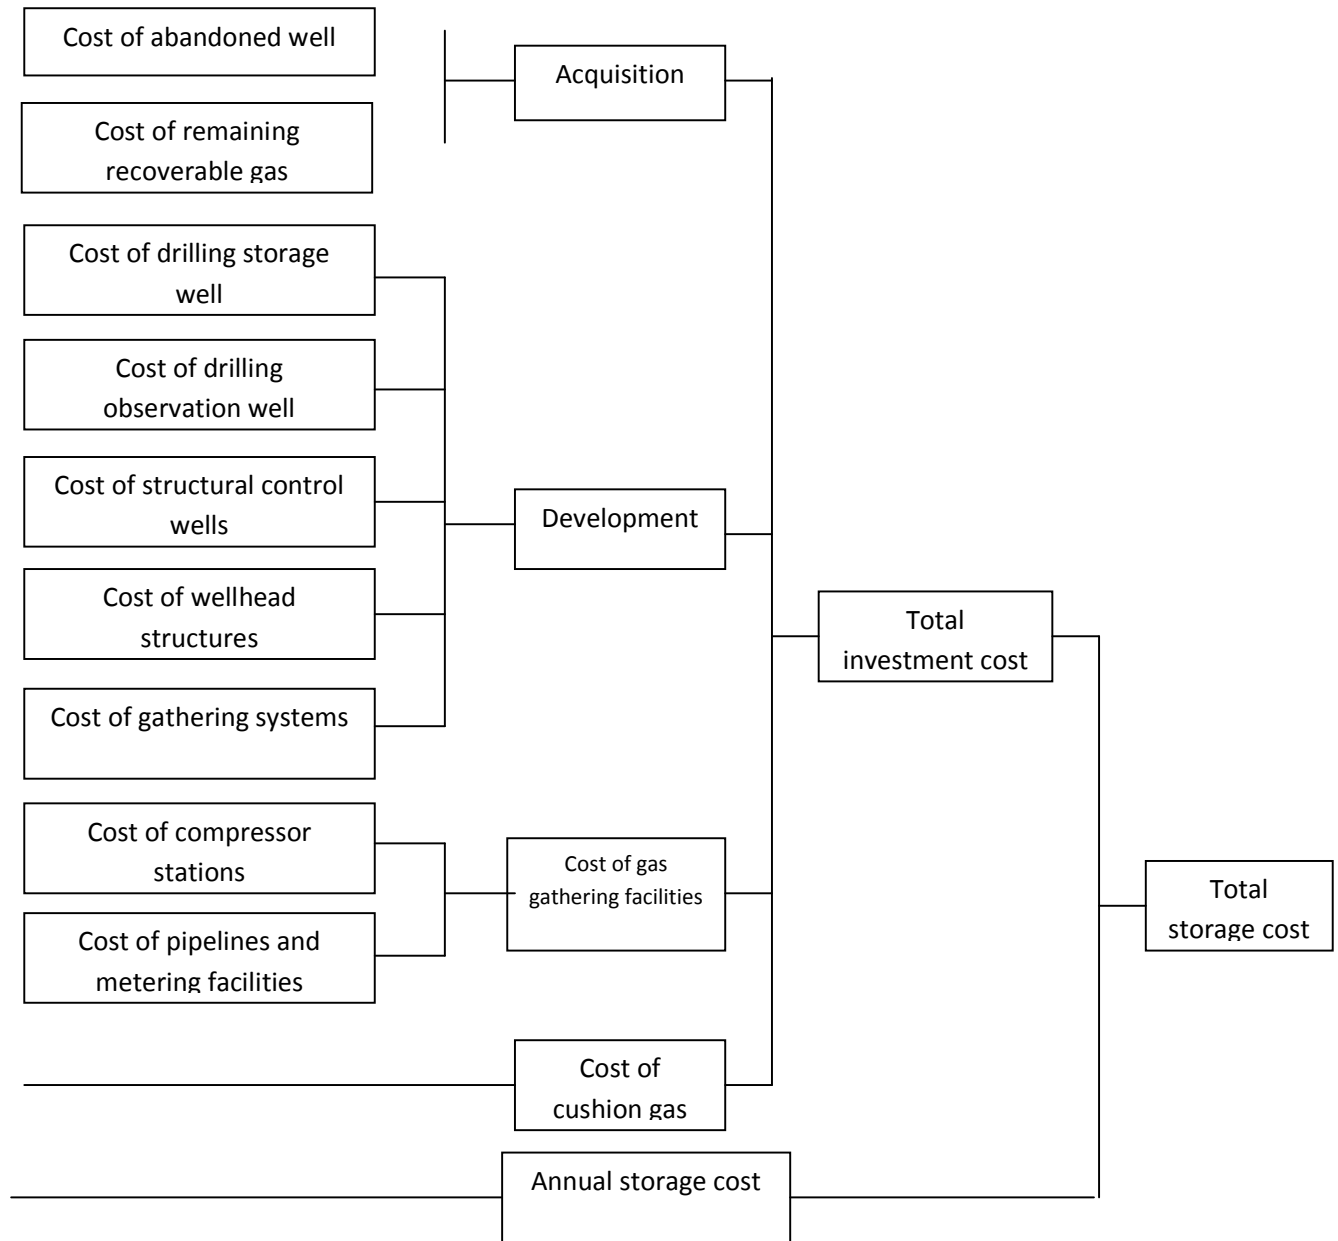 Cost of abandoned well
Acquisition
Cost of remaining
recoverable gas
Cost of drilling storage
well
Cost of drilling
observation well
Cost of structural control
wells
Development
Cost of wellhead
structures
Total
investment cost
Cost of gathering systems
Cost of compressor
stations
Cost of gas
gathering facilities
Total
storage cost
Cost of pipelines and
metering facilities
Cost of
cushion gas
Annual storage cost